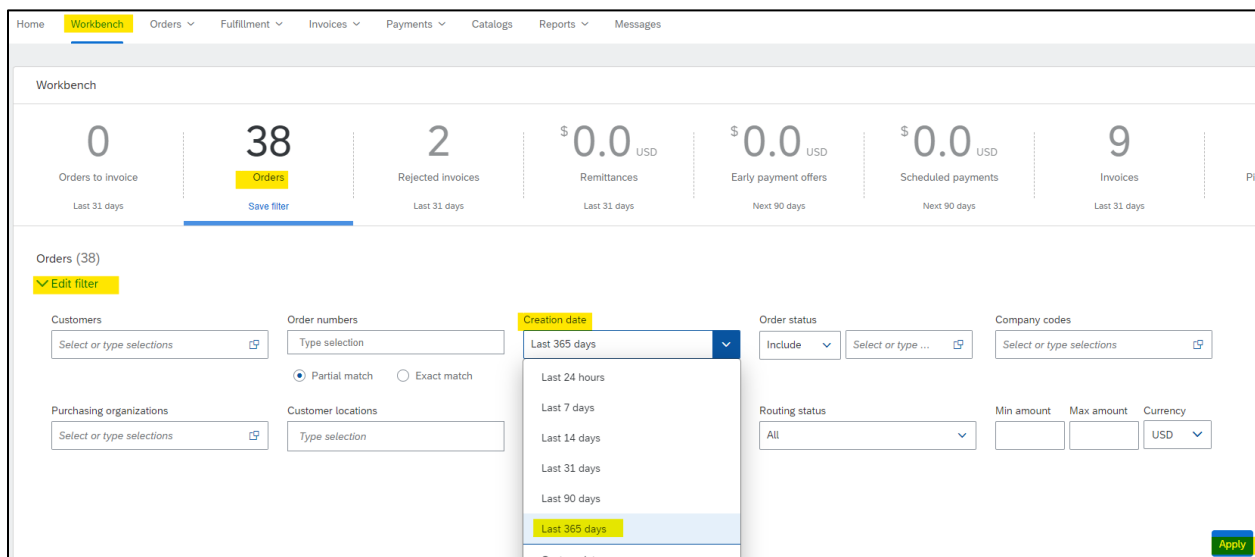 Home Workbench Orders Fulfillment Invoices Payments Catalogs Reports Messages
Workbench
0 38 2 $ 0.0 USD $ 0.0 USD $ 0.0 USD 9
Orders to invoice Orders Rejected invoices Remittances Early payment offers Scheduled payments Invoices
Last 31 days Save filter Last 31 days Last 31 days Next 90 days Next 90 days Last 31 days
Orders (38)
Edit filter
Customers Order numbers Creation date Order status Company codes
Select or type selections Type selection Last 365 days Include Select or type ... Select or type selections
Partial match Exact match Last 24 hours
Last 7 days
Purchasing organizations Customer locations Routing status Min amount Max amount Currency
Select or type selections Type selection Last 14 days All USD
Last 31 days
Last 90 days
Last 365 days
Apply